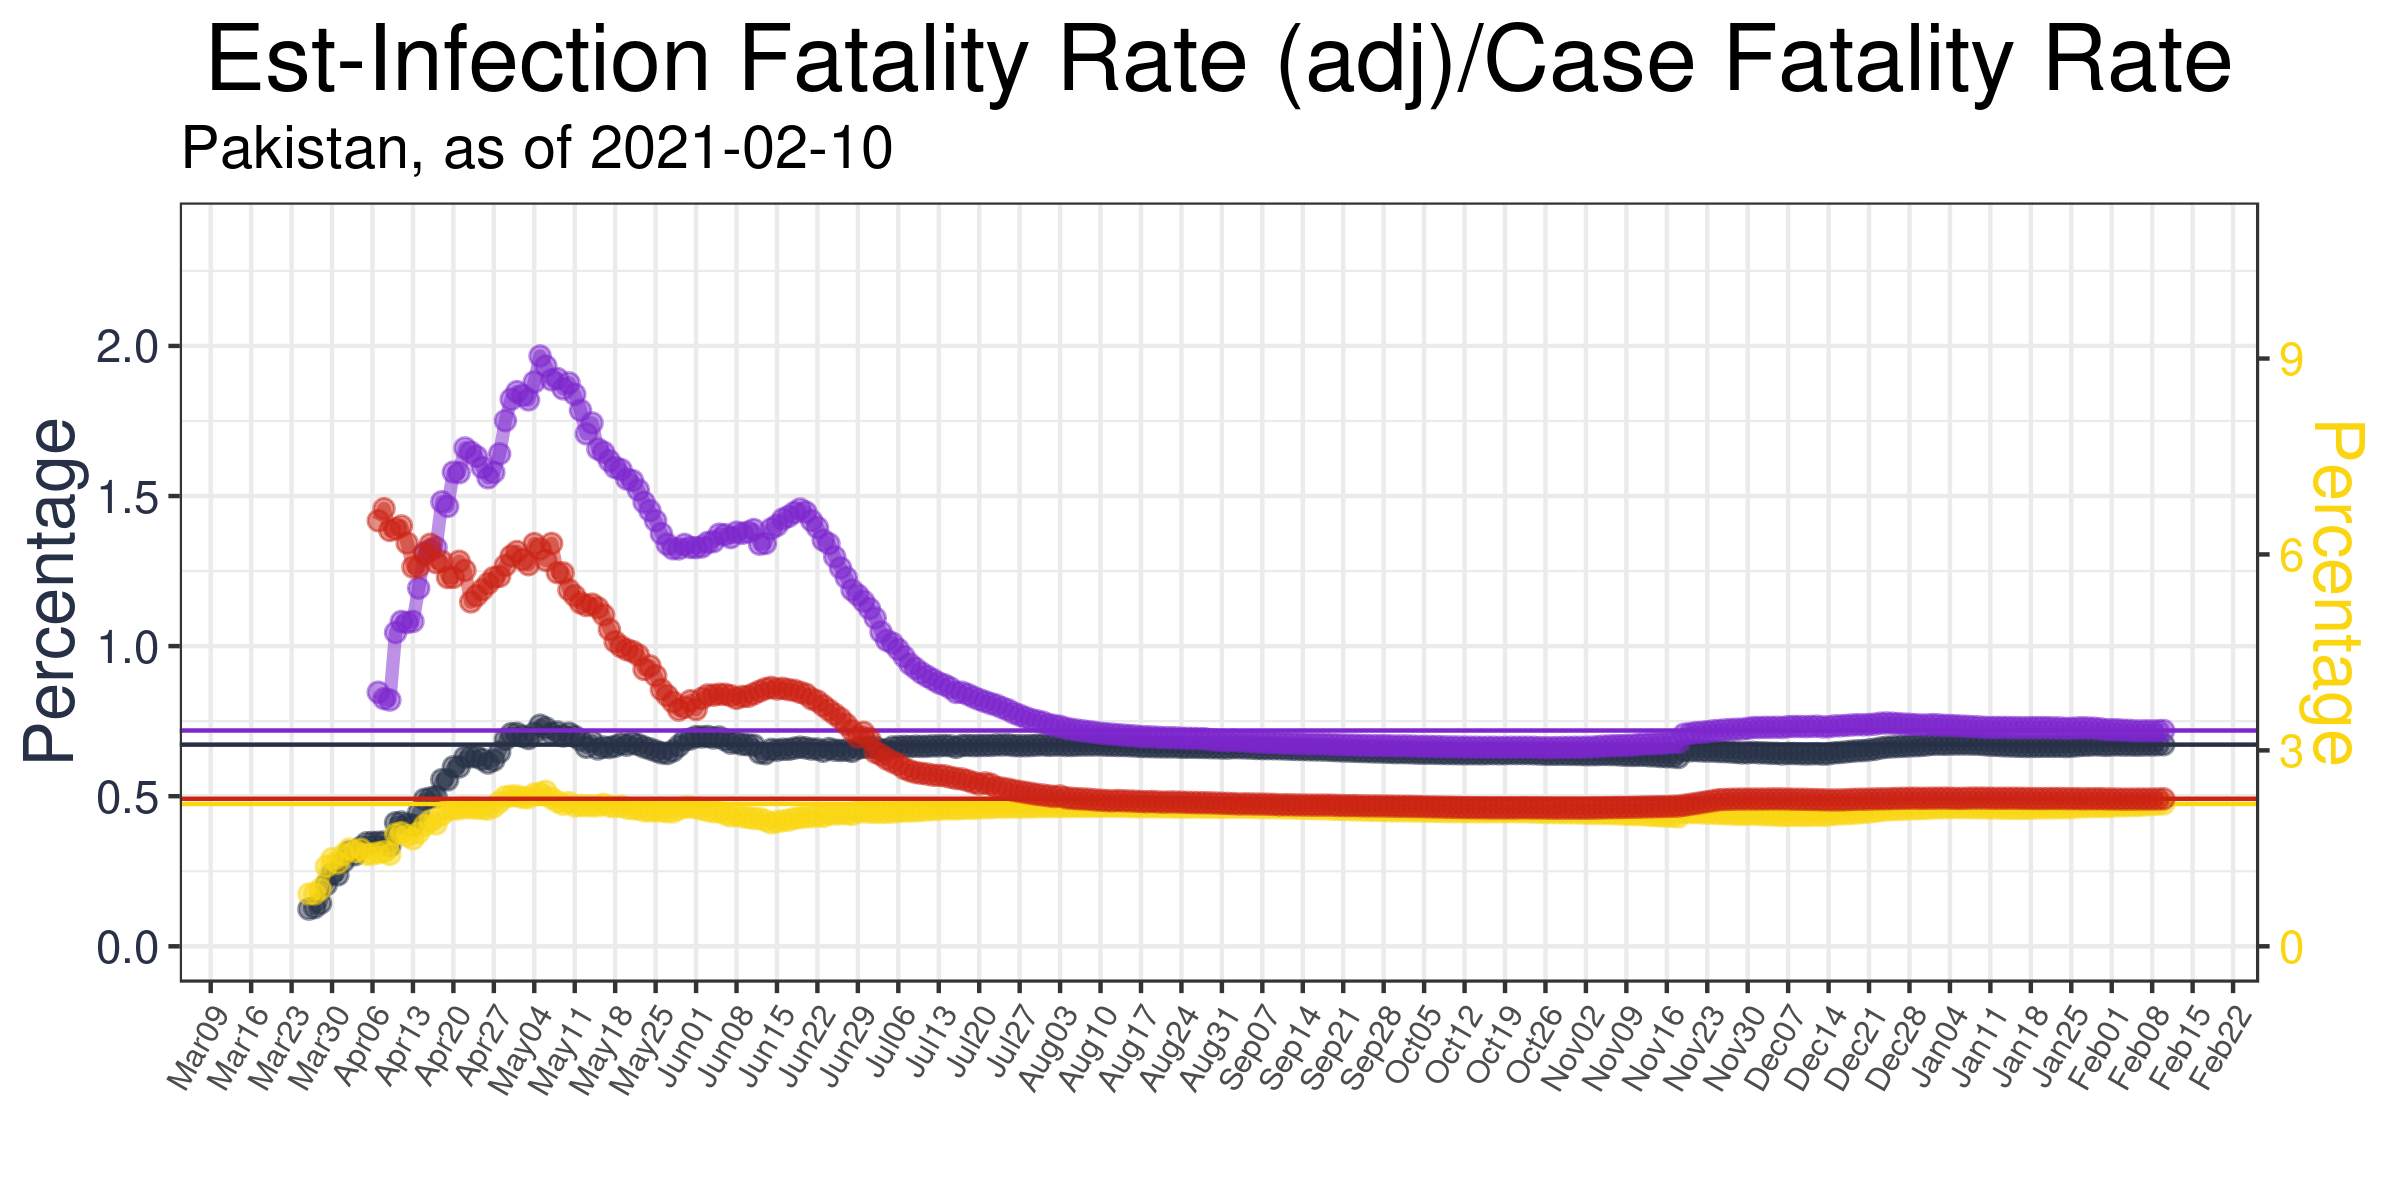 Est-Infection Fatality Rate (adj)/Case Fatality Rate
Pakistan, as of 2021-02-10
Percentage
2.0
1.5
1.0
0.5
0.0
9
6
3
0
Percentage
Mar09 Mar16 Mar23 Mar30 Apr06 Apr13 Apr20 Apr27 May04 May11 May18 May25 Jun01 Jun08 Jun15 Jun22 Jun29 Jul06 Jul13 Jul20 Jul27 Aug03 Aug10 Aug17 Aug24 Aug31 Sep07 Sep14 Sep21 Sep28 Oct05 Oct12 Oct19 Oct26 Nov02 Nov09 Nov16 Nov23 Nov30 Dec07 Dec14 Dec21 Dec28 Jan04 Jan11 Jan18 Jan25 Feb01 Feb08 Feb15 Feb22